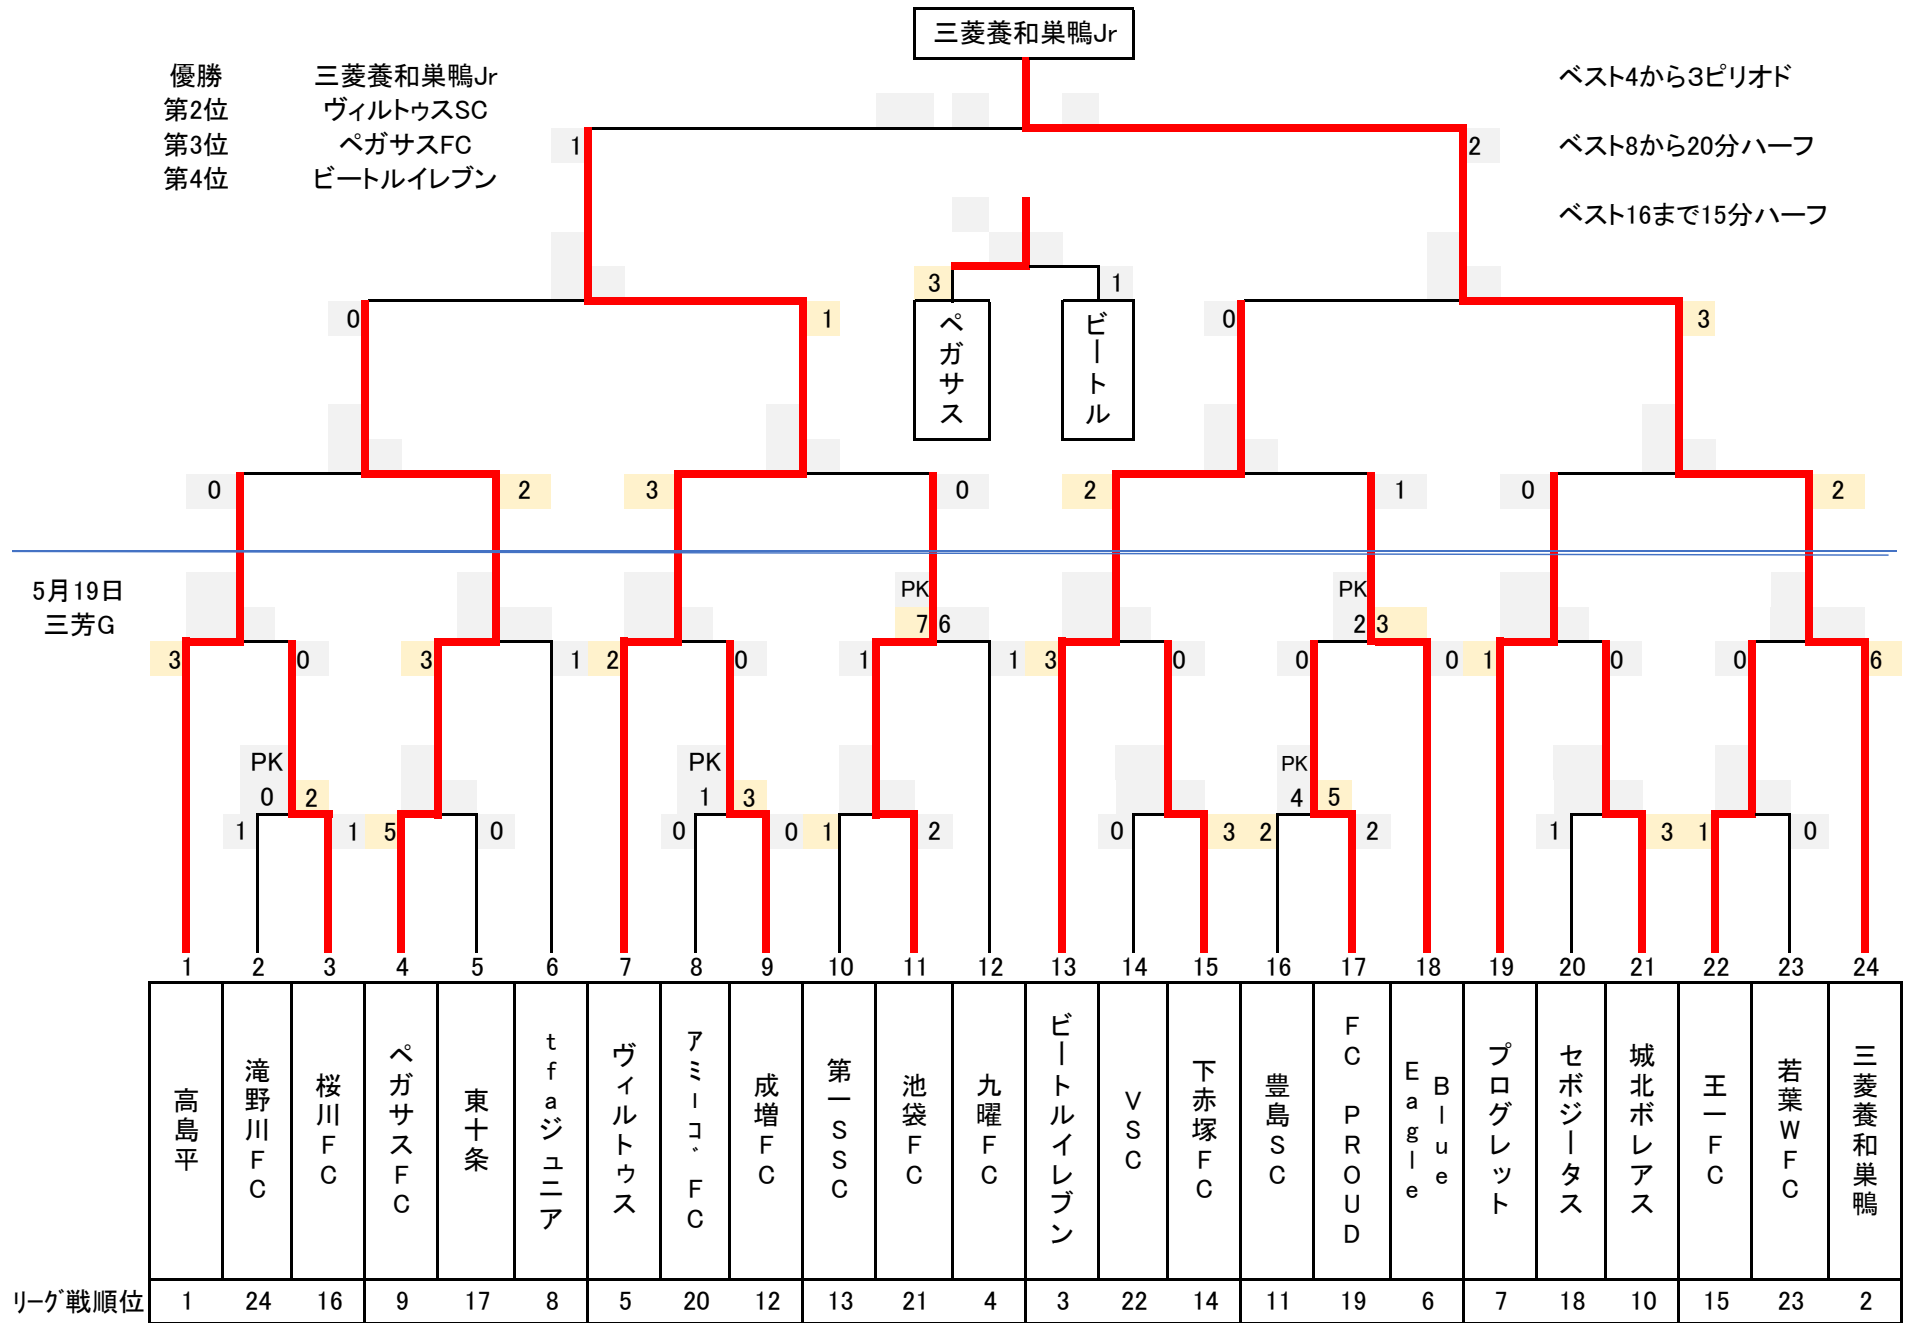 三菱養和巣鴨Jr
優勝 三菱養和巣鴨Jr ベスト4から3ピリオド
第2位 ヴィルトゥスSC
1 2
第3位 ペガサスFC ベスト8から20分ハーフ
第4位 ビートルイレブン
ベスト16まで15分ハーフ
3 1
ペガサス ビートル
0 1 0 3
0 2 3 0 2 1 0 2
5月19日 PK PK
三芳G 7 6 2 3
3 0 3 1 2 0 1 1 3 0 0 0 1 0 0 6
PK PK PK
0 2 1 3 4 5
1 1 5 0 0 0 1 2 0 3 2 2 1 3 1 0
1 2 3 4 5 6 7 8 9 10 11 12 13 14 15 16 17 18 19 20 21 22 23 24
高島平
滝野川FC
桜川FC
ペガサスFC
東十条
tfaジュニア
ヴィルトゥス
アミーゴFC
成増FC
第一SSC
池袋FC
九曜FC
ビートルイレブン
VSC
下赤塚FC
豊島SC
FC PROUD
Blue
Eagle
プログレット
セボジータス
城北ボレアス
王一FC
若葉WFC
三菱養和巣鴨
リーグ戦順位 1 24 16 9 17 8 5 20 12 13 21 4 3 22 14 11 19 6 7 18 10 15 23 2